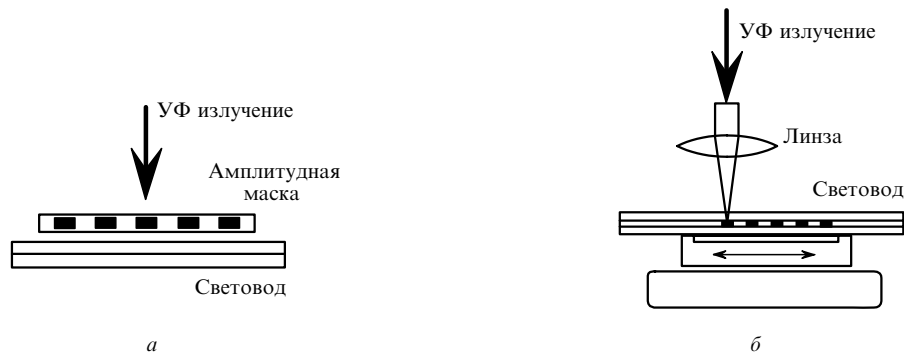 УФ излучение
Амплитудная
маска
Световод
а
УФ излучение
Линза
Световод
б